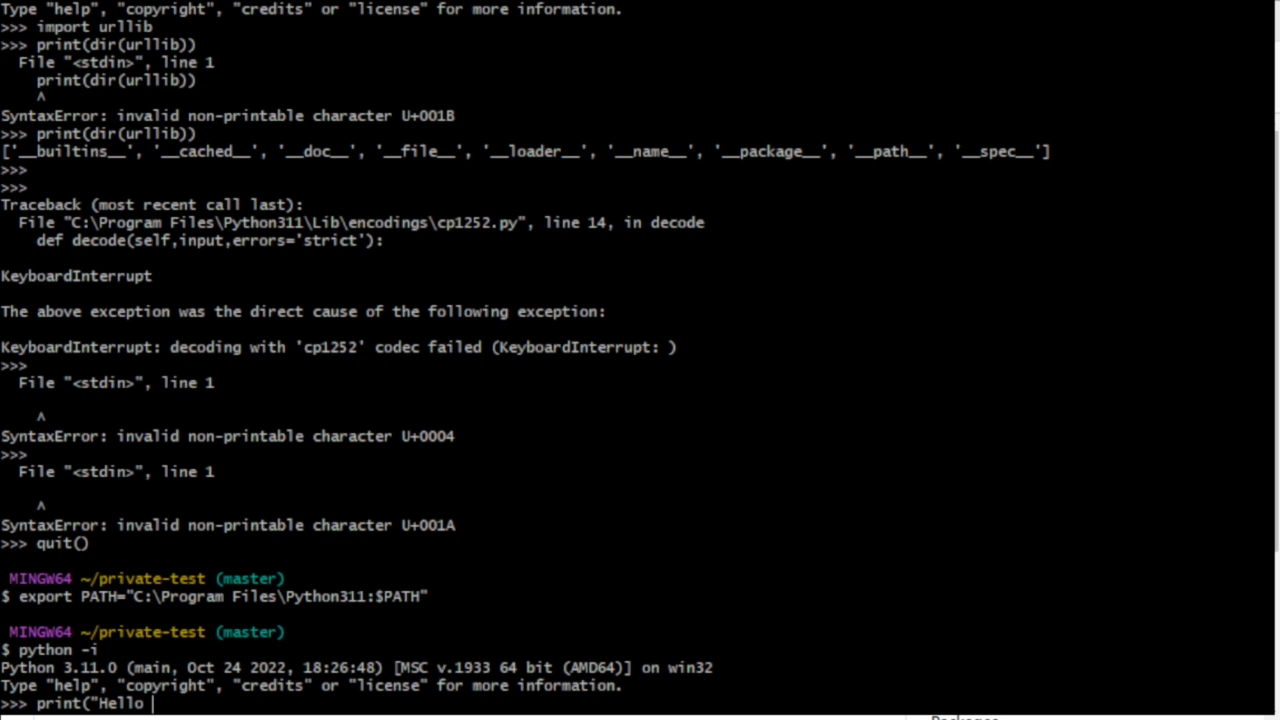 Type "help", "copyright", "credits" or "license" for more information.
>>> import urllib
>>> print(dir(urllib))
  File "<stdin>", line 1
    print(dir(urllib))
    ^
SyntaxError: invalid non-printable character U+001B
>>> print(dir(urllib))
['__builtins__', '__cached__', '__doc__', '__file__', '__loader__', '__name__', '__package__', '__path__', '__spec__']
>>>
>>>
Traceback (most recent call last):
  File "C:\Program Files\Python311\Lib\encodings\cp1252.py", line 14, in decode
    def decode(self,input,errors='strict'):

KeyboardInterrupt

The above exception was the direct cause of the following exception:

KeyboardInterrupt: decoding with 'cp1252' codec failed (KeyboardInterrupt: )
>>>
  File "<stdin>", line 1

    ^
SyntaxError: invalid non-printable character U+0004
>>>
  File "<stdin>", line 1

    ^
SyntaxError: invalid non-printable character U+001A
>>> quit()

MINGW64 ~/private-test (master)
$ export PATH="C:\Program Files\Python311:$PATH"

MINGW64 ~/private-test (master)
$ python -i
Python 3.11.0 (main, Oct 24 2022, 18:26:48) [MSC v.1933 64 bit (AMD64)] on win32
Type "help", "copyright", "credits" or "license" for more information.
>>> print("Hello